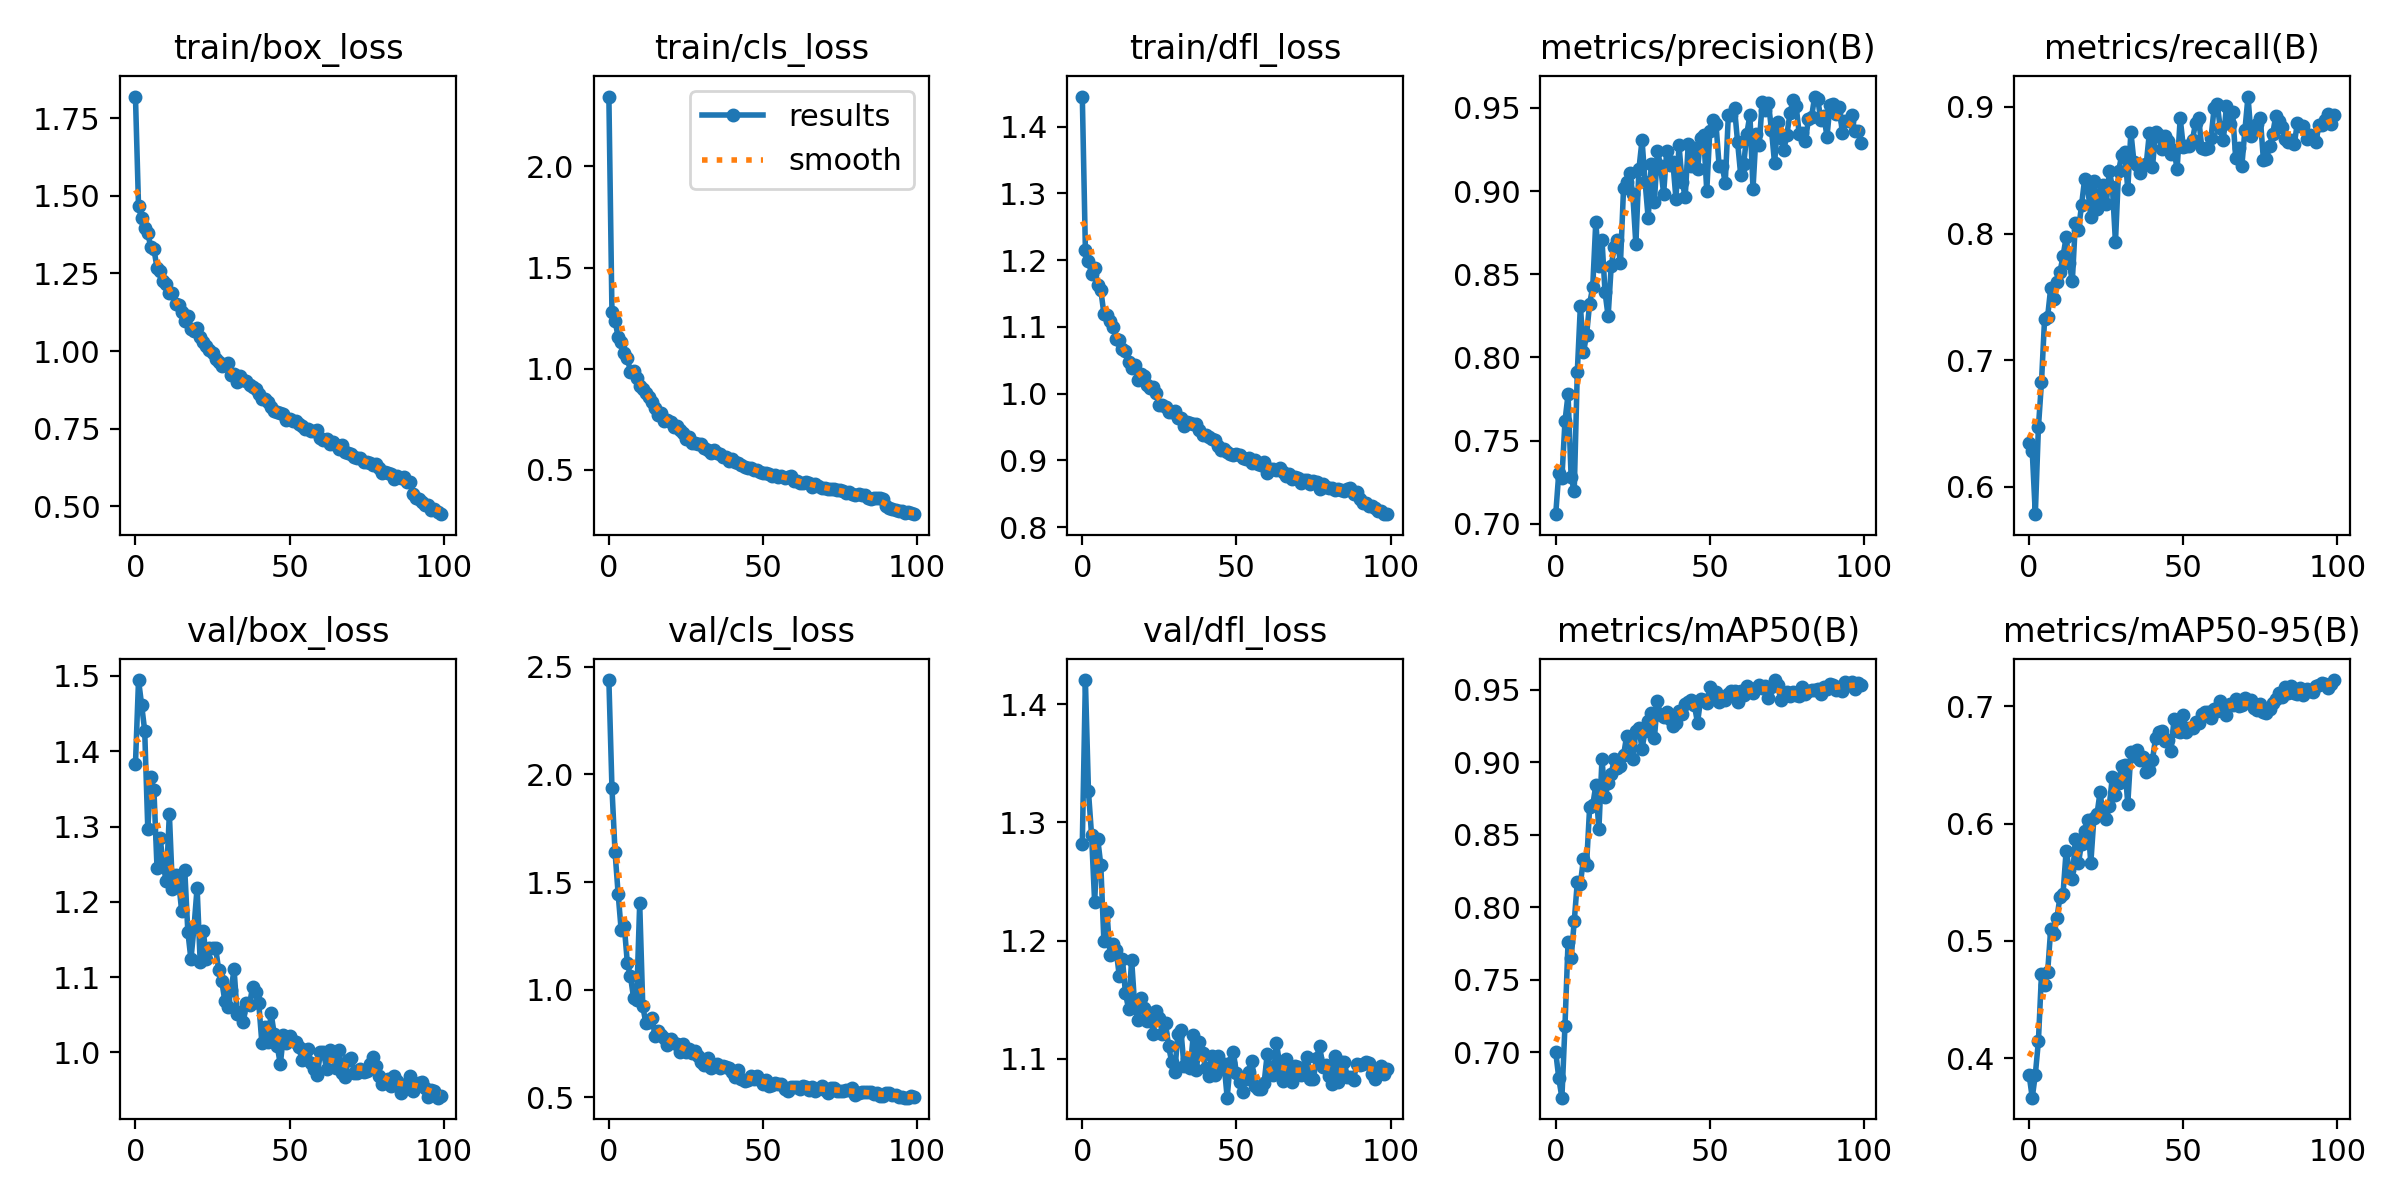 train/box_loss
1.75
1.50
1.25
1.00
0.75
0.50
0 50 100
train/cls_loss
results
smooth
2.0
1.5
1.0
0.5
0 50 100
train/dfl_loss
1.4
1.3
1.2
1.1
1.0
0.9
0.8
0 50 100
metrics/precision(B)
0.95
0.90
0.85
0.80
0.75
0.70
0 50 100
metrics/recall(B)
0.9
0.8
0.7
0.6
0 50 100
val/box_loss
1.5
1.4
1.3
1.2
1.1
1.0
0 50 100
val/cls_loss
2.5
2.0
1.5
1.0
0.5
0 50 100
val/dfl_loss
1.4
1.3
1.2
1.1
0 50 100
metrics/mAP50(B)
0.95
0.90
0.85
0.80
0.75
0.70
0 50 100
metrics/mAP50-95(B)
0.7
0.6
0.5
0.4
0 50 100